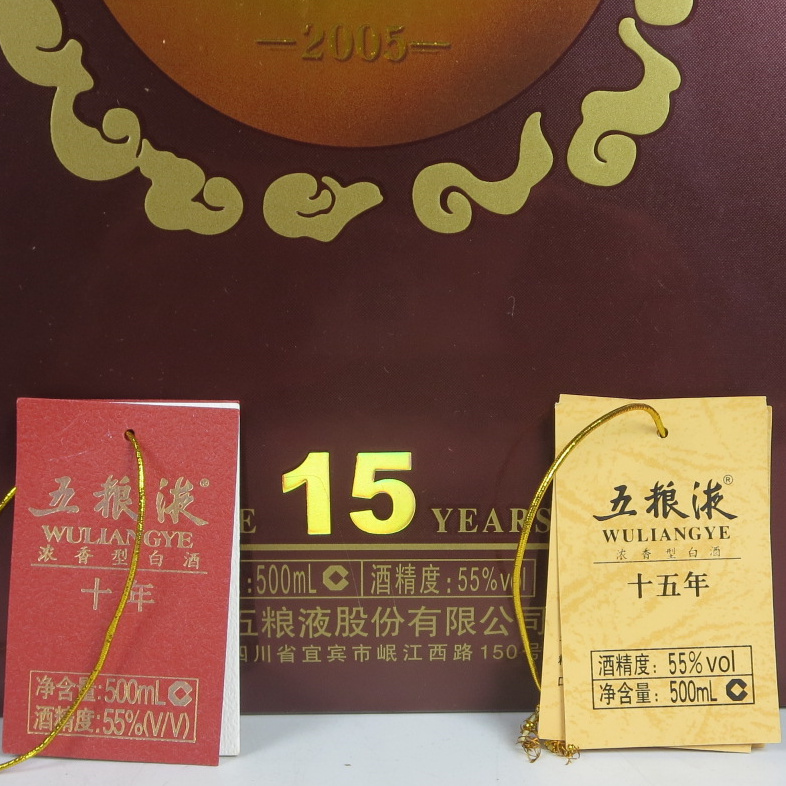 —2005—
五粮液®
WULIANGYE
浓香型白酒
十年
净含量:500mL
酒精度:55%(V/V)
E 15 YEARS
:500mL 酒精度:55%vol
五粮液股份有限公司
四川省宜宾市岷江西路150号
五粮液®
WULIANGYE
浓香型白酒
十五年
酒精度:55%vol
净含量:500mL